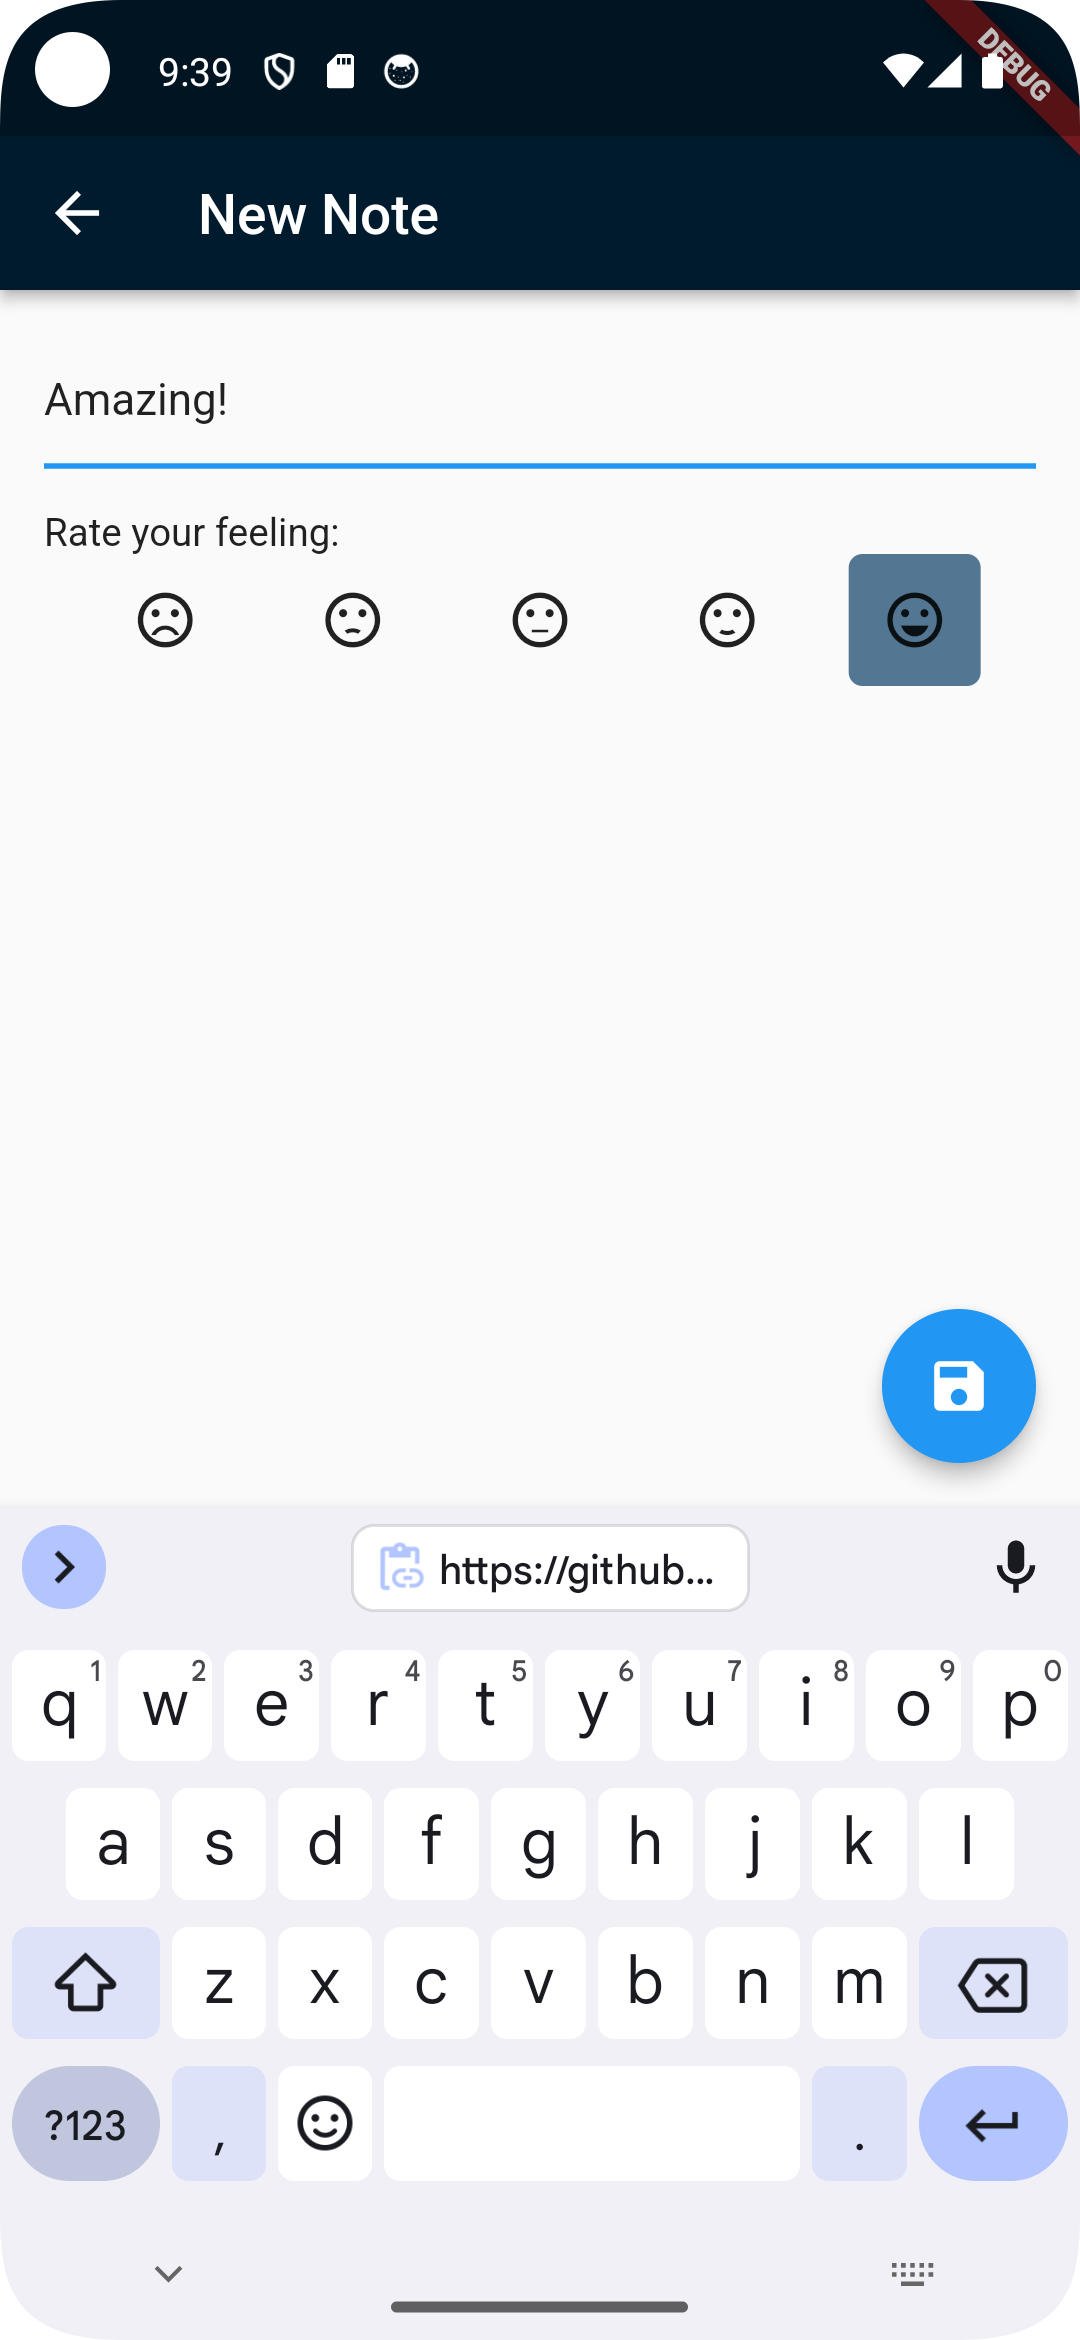 9:39
DEBUG
New Note
Amazing!
Rate your feeling:
https://github...
q 1 w 2 e 3 r 4 t 5 y 6 u 7 i 8 o 9 p 0
a s d f g h j k l
z x c v b n m
?123 , .